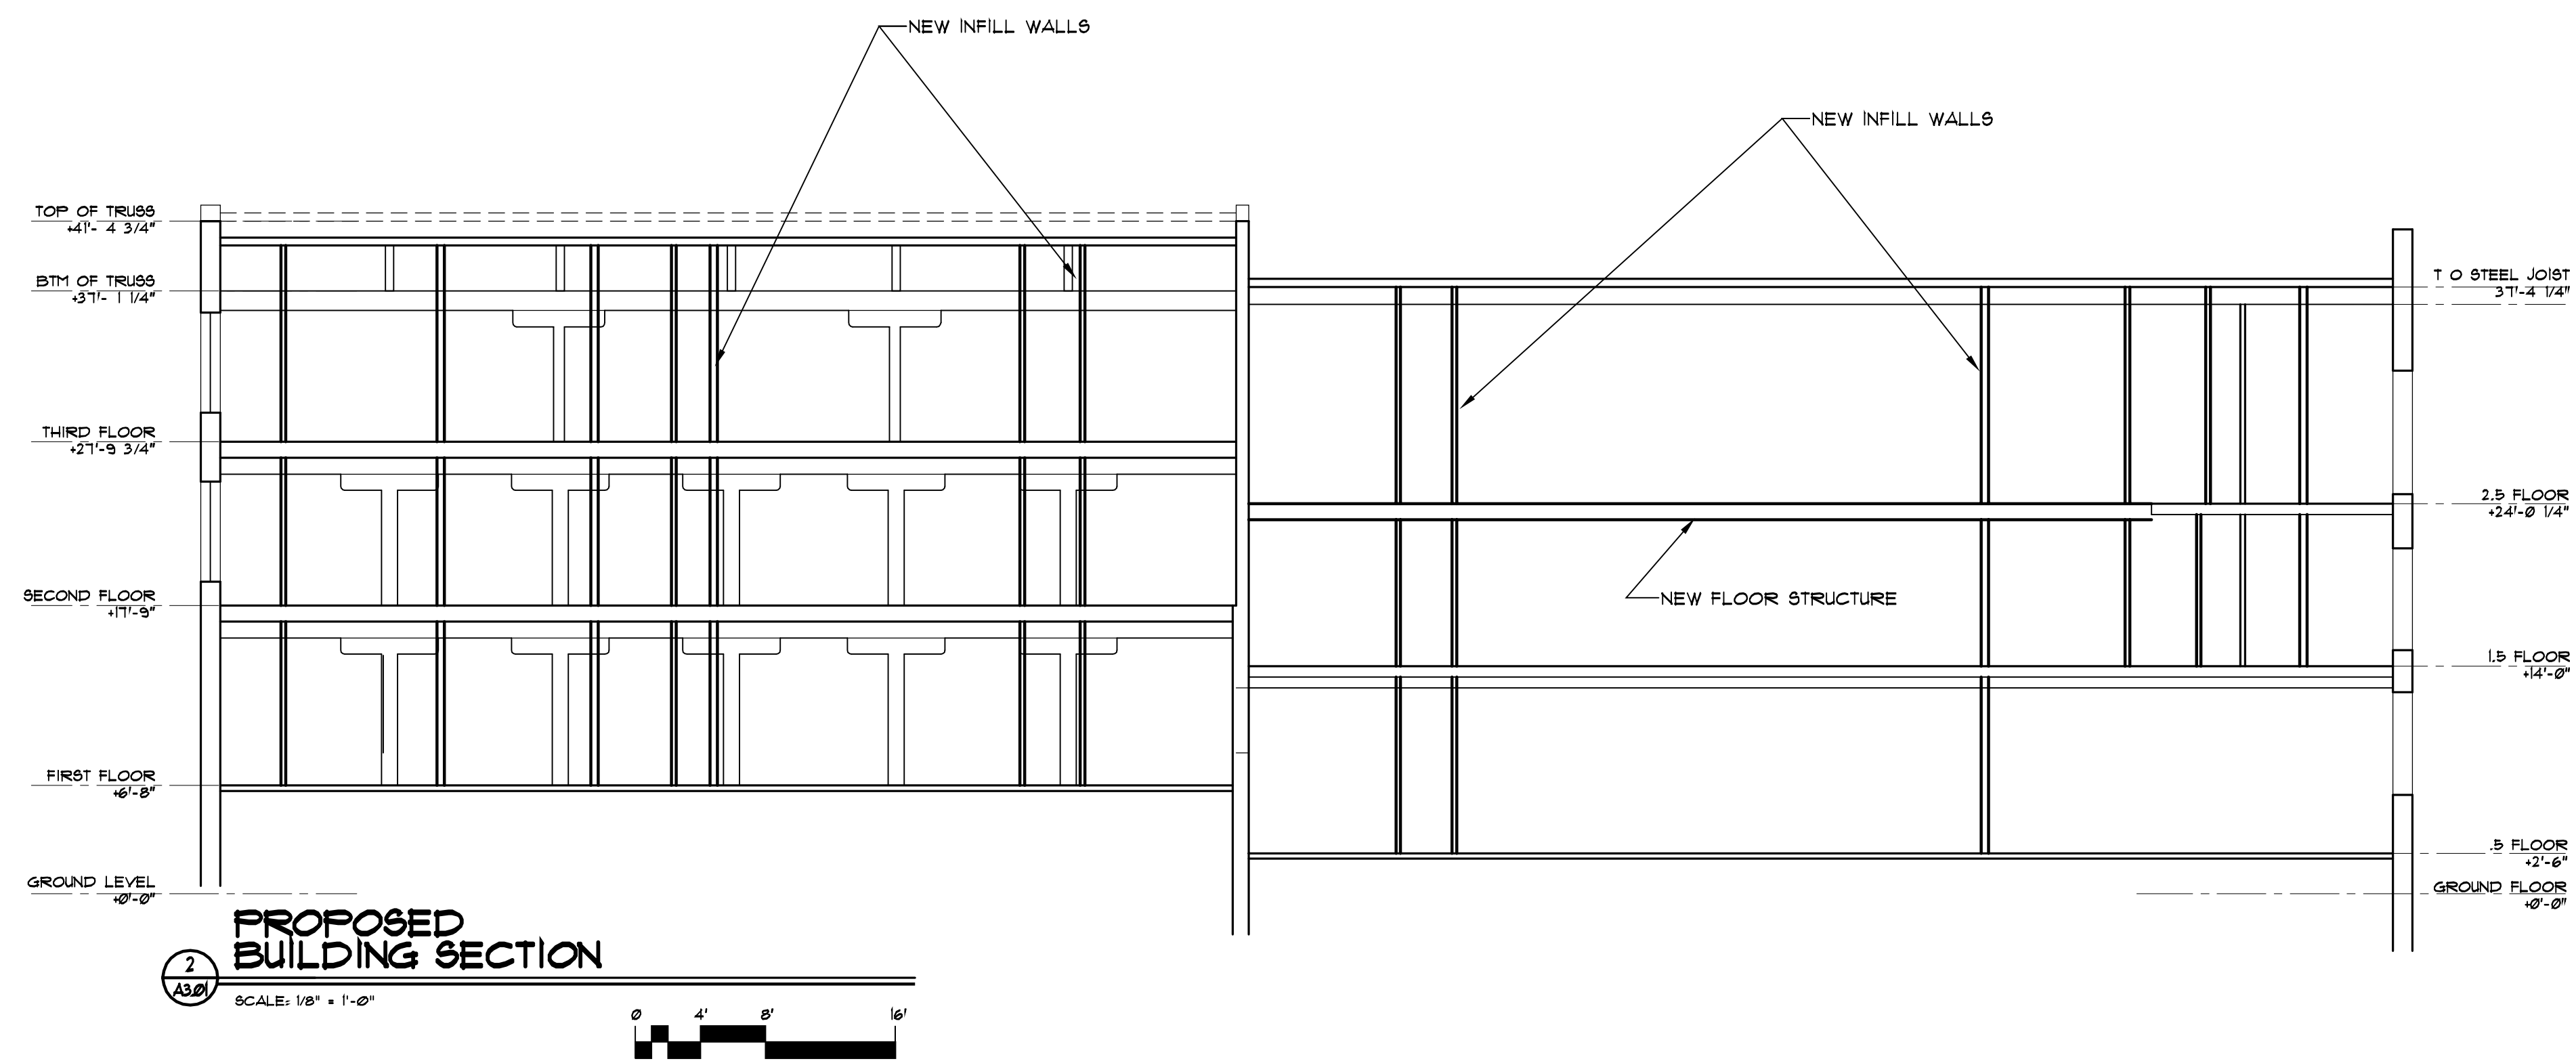 NEW INFILL WALLS
NEW INFILL WALLS
TOP OF TRUSS
+41'- 4 3/4"
BTM OF TRUSS
+37'- 1 1/4"
T O STEEL JOIST
37'-4 1/4"
THIRD FLOOR
+27'-9 3/4"
2.5 FLOOR
+24'-0 1/4"
SECOND FLOOR
+17'-9"
NEW FLOOR STRUCTURE
1.5 FLOOR
+14'-0"
FIRST FLOOR
+6'-8"
.5 FLOOR
+2'-6"
GROUND LEVEL
+0'-0"
GROUND FLOOR
+0'-0"
PROPOSED
BUILDING SECTION
2
A3.01
SCALE: 1/8" = 1'-0"
0 4' 8' 16'